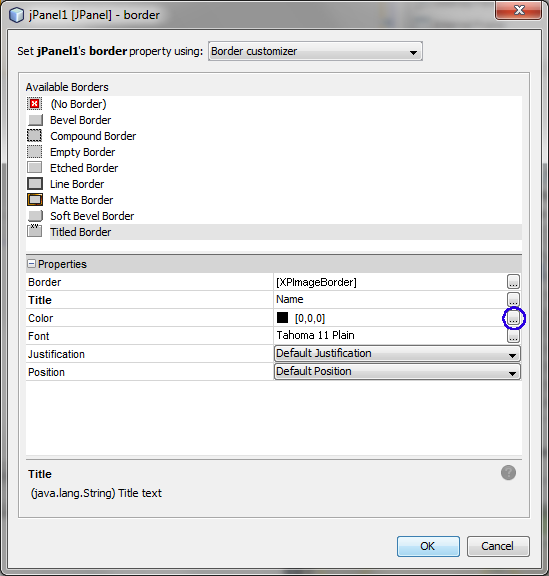 jPanel1 [JPanel] - border
Set jPanel1's border property using: Border customizer
Available Borders
(No Border)
Bevel Border
Compound Border
Empty Border
Etched Border
Line Border
Matte Border
Soft Bevel Border
XY Titled Border
Properties
Border [XPImageBorder] ...
Title Name ...
Color [0,0,0] ...
Font Tahoma 11 Plain ...
Justification Default Justification
Position Default Position
Title ?
(java.lang.String) Title text
OK Cancel